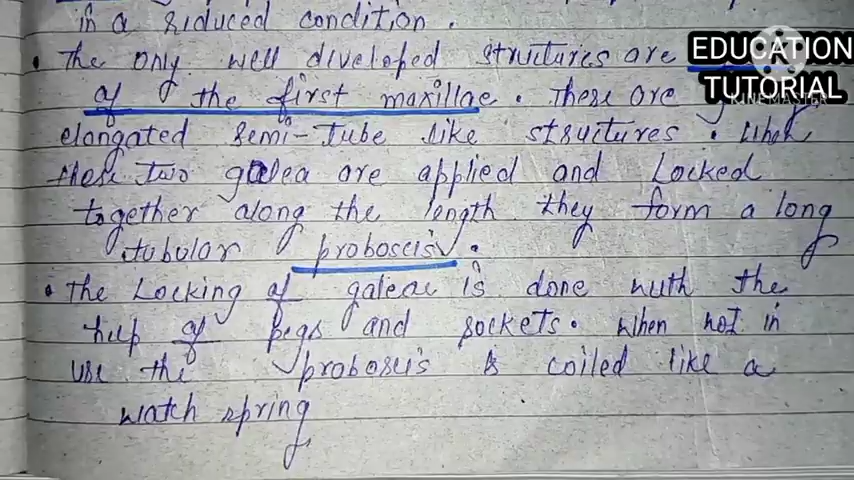 in a reduced condition.
• The only well diveloped structures are
EDUCATION
TUTORIAL
KINEMASTER
of the first maxillae. There are
elongated semi-tube like structures. When
these two galea are applied and Locked
together along the length they form a long
tubular proboscis.
• The Locking of galeae is done with the
help of pegs and sockets. When not in
use the proboscis is coiled like a
watch spring